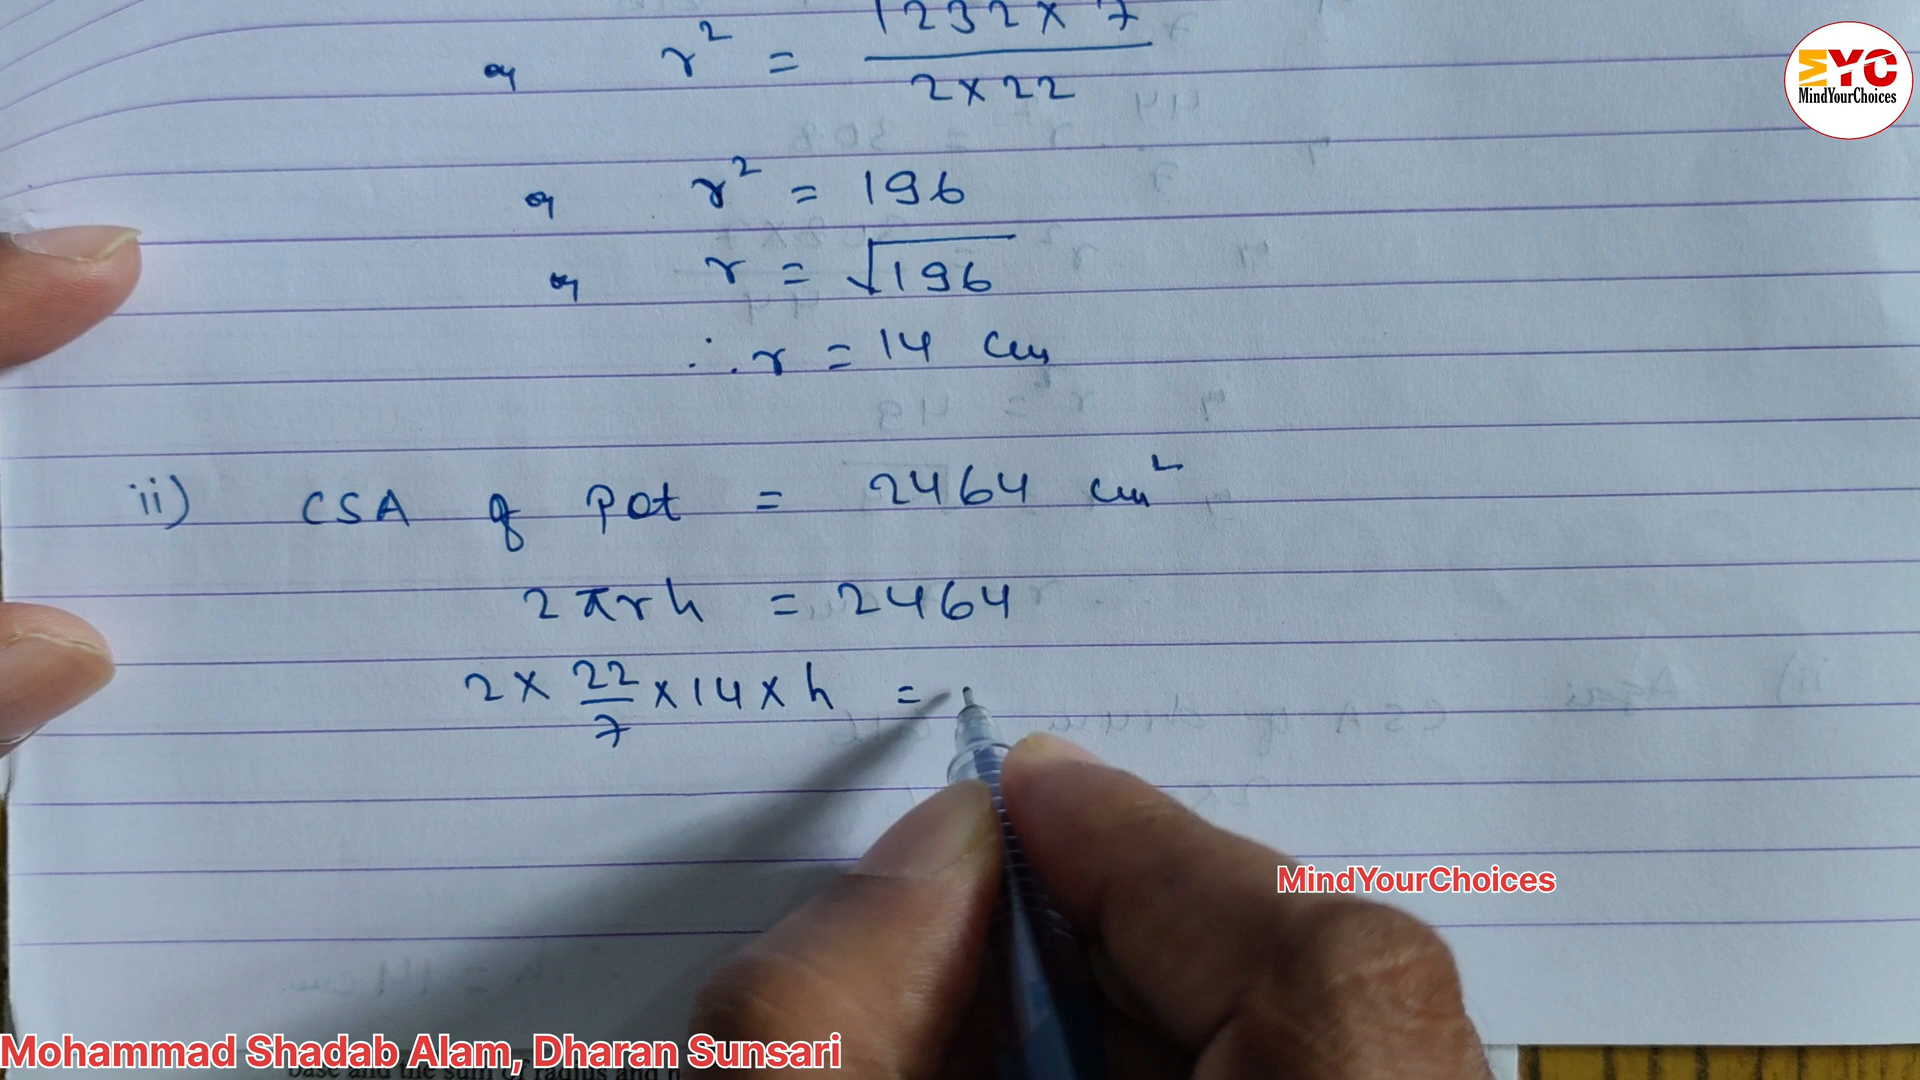 or r² = 1232 × 7 / 2 × 22
or r² = 196
or r = √196
∴ r = 14 cm
ii) CSA of pot = 2464 cm²
2πrh = 2464
2 × 22/7 × 14 × h =
MYC
MindYourChoices
MindYourChoices
Mohammad Shadab Alam, Dharan Sunsari